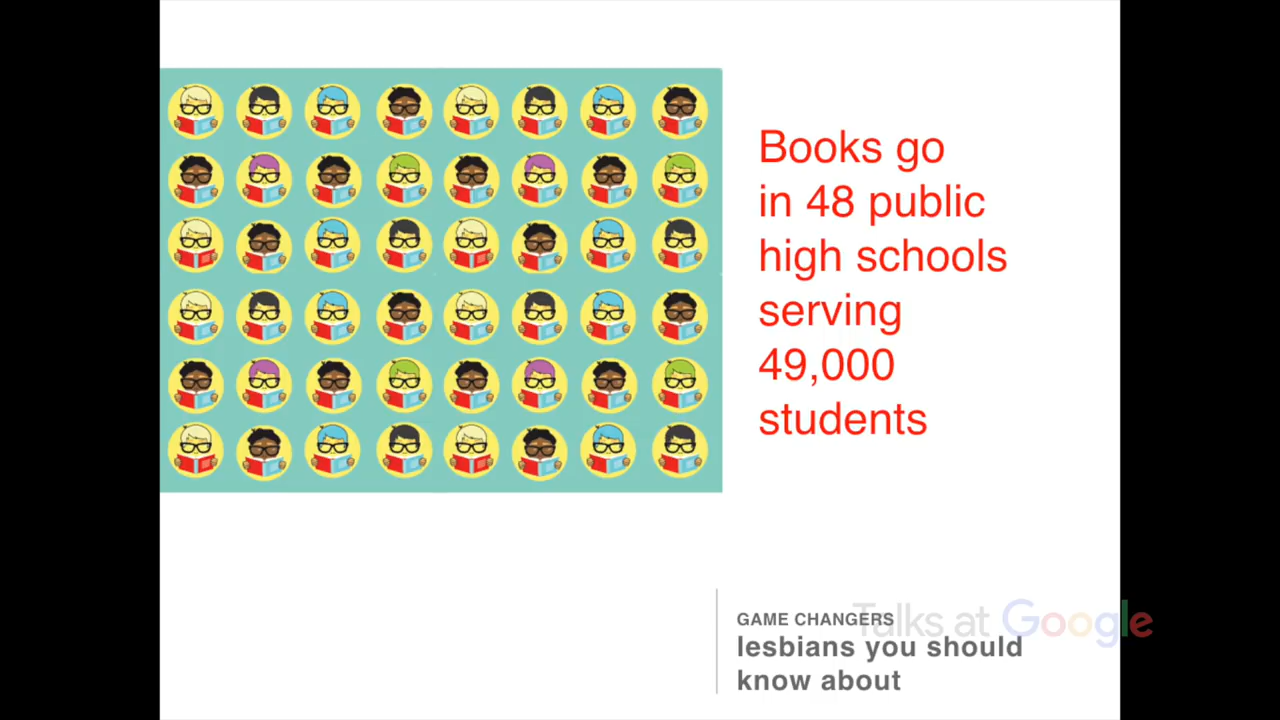 Books go
in 48 public
high schools
serving
49,000
students
GAME CHANGERS
Talks at Google
lesbians you should
know about